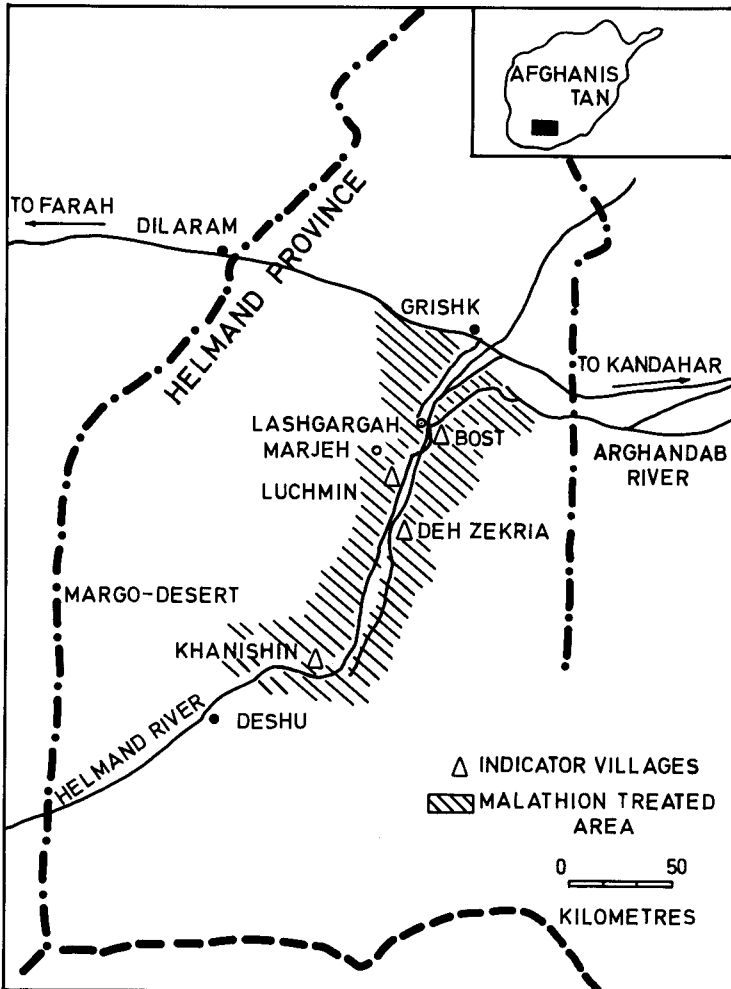 AFGHANIS
TAN
TO FARAH
DILARAM
HELMAND PROVINCE
GRISHK
TO KANDAHAR
LASHGARGAH
MARJEH
BOST
ARGHANDAB
RIVER
LUCHMIN
DEH ZEKRIA
MARGO-DESERT
KHANISHIN
DESHU
HELMAND RIVER
INDICATOR VILLAGES
MALATHION TREATED
AREA
0 50
KILOMETRES